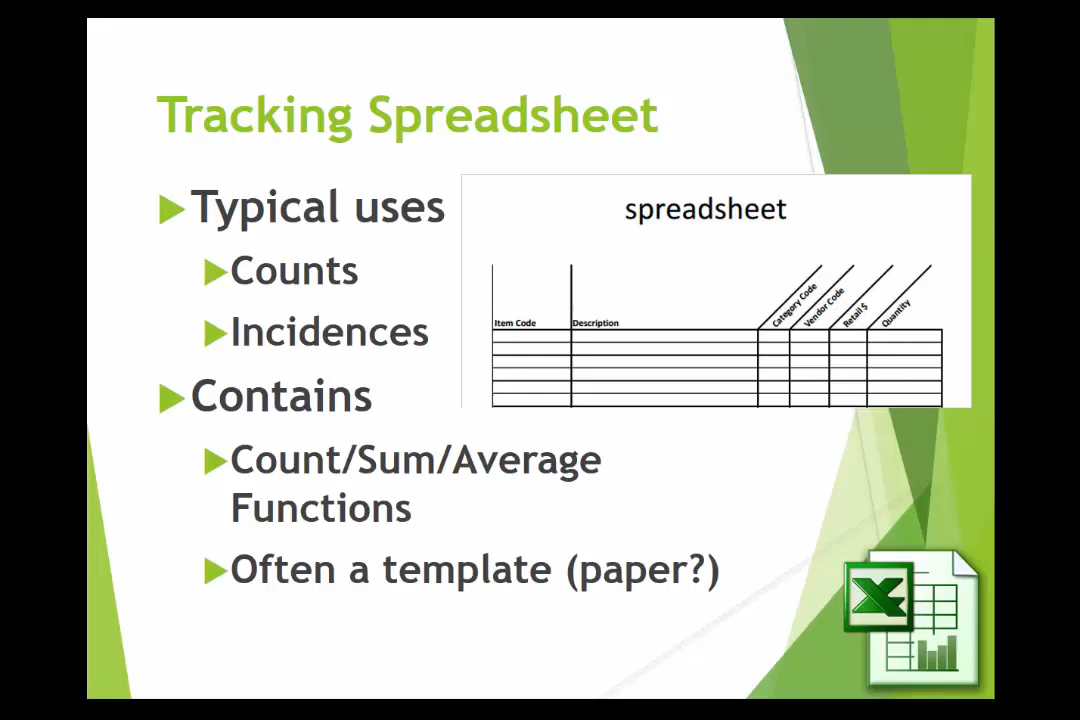 Tracking Spreadsheet
Typical uses
Counts
Incidences
Contains
Count/Sum/Average
Functions
Often a template (paper?)
spreadsheet
Item Code
Description
Category Code
Vendor Code
Retail $
Quantity